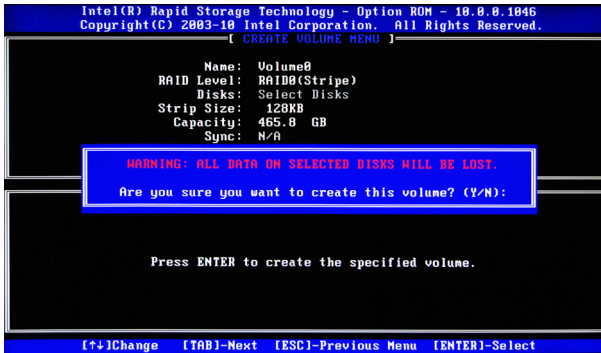 Intel(R) Rapid Storage Technology - Option ROM - 10.0.0.1046
Copyright(C) 2003-10 Intel Corporation.  All Rights Reserved.
[ CREATE VOLUME MENU ]
Name: Volume0
RAID Level: RAID0(Stripe)
Disks: Select Disks
Strip Size: 128KB
Capacity: 465.8 GB
Sync: N/A
WARNING: ALL DATA ON SELECTED DISKS WILL BE LOST.
Are you sure you want to create this volume? (Y/N):
Press ENTER to create the specified volume.
[↑↓]Change [TAB]-Next [ESC]-Previous Menu [ENTER]-Select